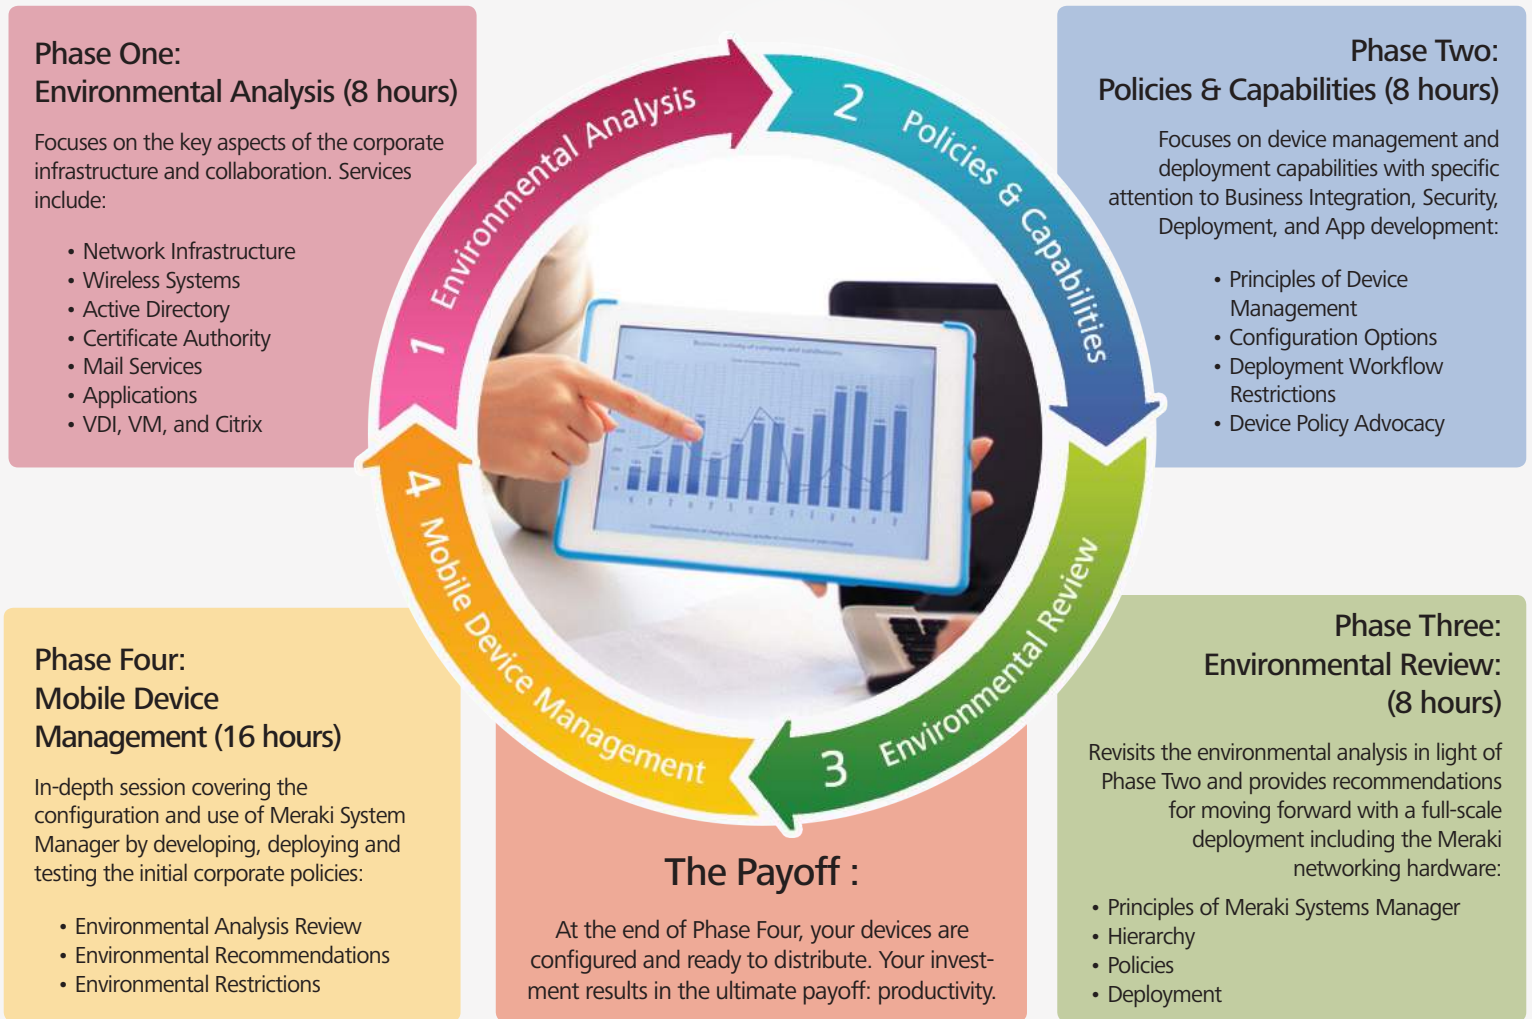 Phase One:
Environmental Analysis (8 hours)
Focuses on the key aspects of the corporate
infrastructure and collaboration. Services
include:
• Network Infrastructure
• Wireless Systems
• Active Directory
• Certificate Authority
• Mail Services
• Applications
• VDI, VM, and Citrix
1 Environmental Analysis
2 Policies & Capabilities
Phase Two:
Policies & Capabilities (8 hours)
Focuses on device management and
deployment capabilities with specific
attention to Business Integration, Security,
Deployment, and App development:
• Principles of Device
Management
• Configuration Options
• Deployment Workflow
Restrictions
• Device Policy Advocacy
3 Environmental Review
4 Mobile Device Management
Phase Three:
Environmental Review:
(8 hours)
Revisits the environmental analysis in light of
Phase Two and provides recommendations
for moving forward with a full-scale
deployment including the Meraki
networking hardware:
• Principles of Meraki Systems Manager
• Hierarchy
• Policies
• Deployment
Phase Four:
Mobile Device
Management (16 hours)
In-depth session covering the
configuration and use of Meraki System
Manager by developing, deploying and
testing the initial corporate policies:
• Environmental Analysis Review
• Environmental Recommendations
• Environmental Restrictions
The Payoff :
At the end of Phase Four, your devices are
configured and ready to distribute. Your invest-
ment results in the ultimate payoff: productivity.